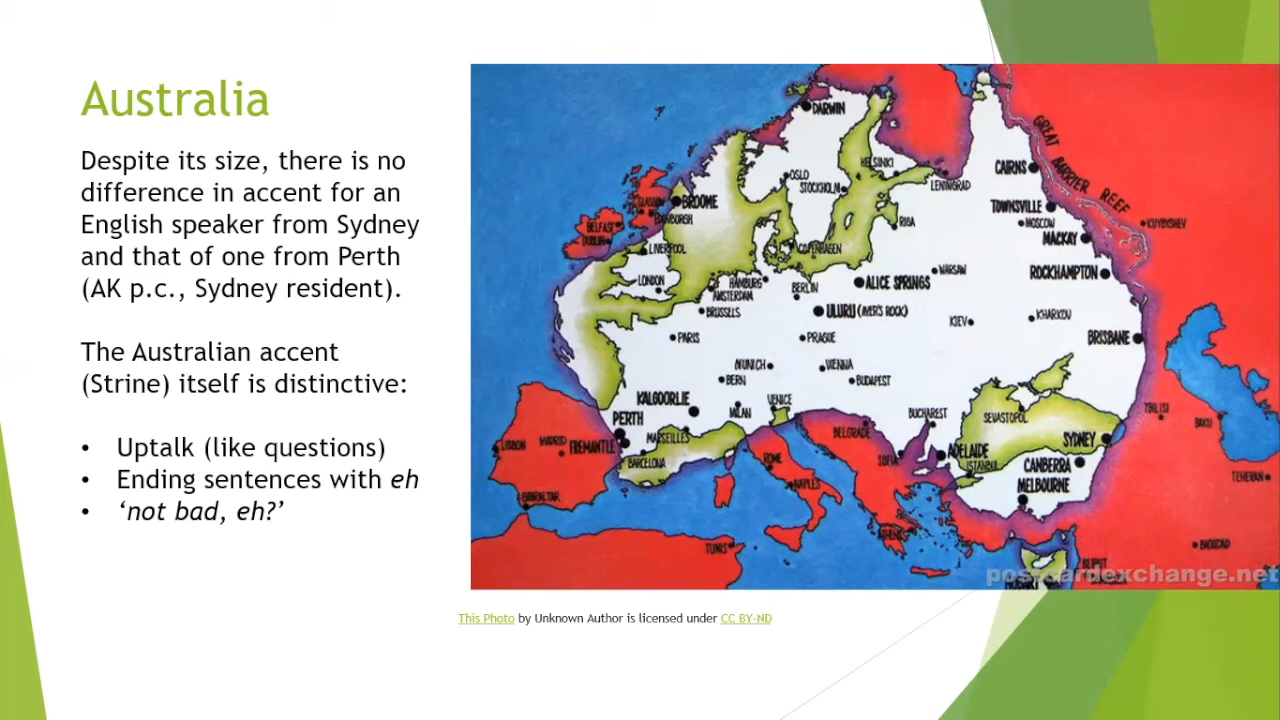 Australia
Despite its size, there is no
difference in accent for an
English speaker from Sydney
and that of one from Perth
(AK p.c., Sydney resident).
The Australian accent
(Strine) itself is distinctive:
• Uptalk (like questions)
• Ending sentences with eh
• ‘not bad, eh?’
DARWIN
GREAT BARRIER REEF
HELSINKI
CAIRNS
OSLO
STOCKHOLM
LENINGRAD
GLASGOW
BROOME
EDINBURGH
TOWNSVILLE
BELFAST
DUBLIN
RIGA
MOSCOW
KUYBYSHEV
MACKAY
LIVERPOOL
COPENHAGEN
LONDON
HAMBURG
BERLIN
AMSTERDAM
ALICE SPRINGS
WARSAW
ROCKHAMPTON
BRUSSELS
ULURU (AYER'S ROCK)
KIEV
KHARKOV
PARIS
PRAGUE
BRISBANE
MUNICH
VIENNA
BERN
BUDAPEST
KALGOORLIE
MILAN
VENICE
BUCHAREST
SEVASTOPOL
TBILISI
BAKU
PERTH
MARSEILLES
BELGRADE
LISBON
MADRID
FREMANTLE
SYDNEY
BARCELONA
ROME
SOFIA
ADELAIDE
ISTANBUL
CANBERRA
TEHERAN
GIBRALTAR
NAPLES
MELBOURNE
ATHENS
TUNIS
BAGHDAD
BEIRUT
HOBART
postcardexchange.net
This Photo by Unknown Author is licensed under CC BY-ND